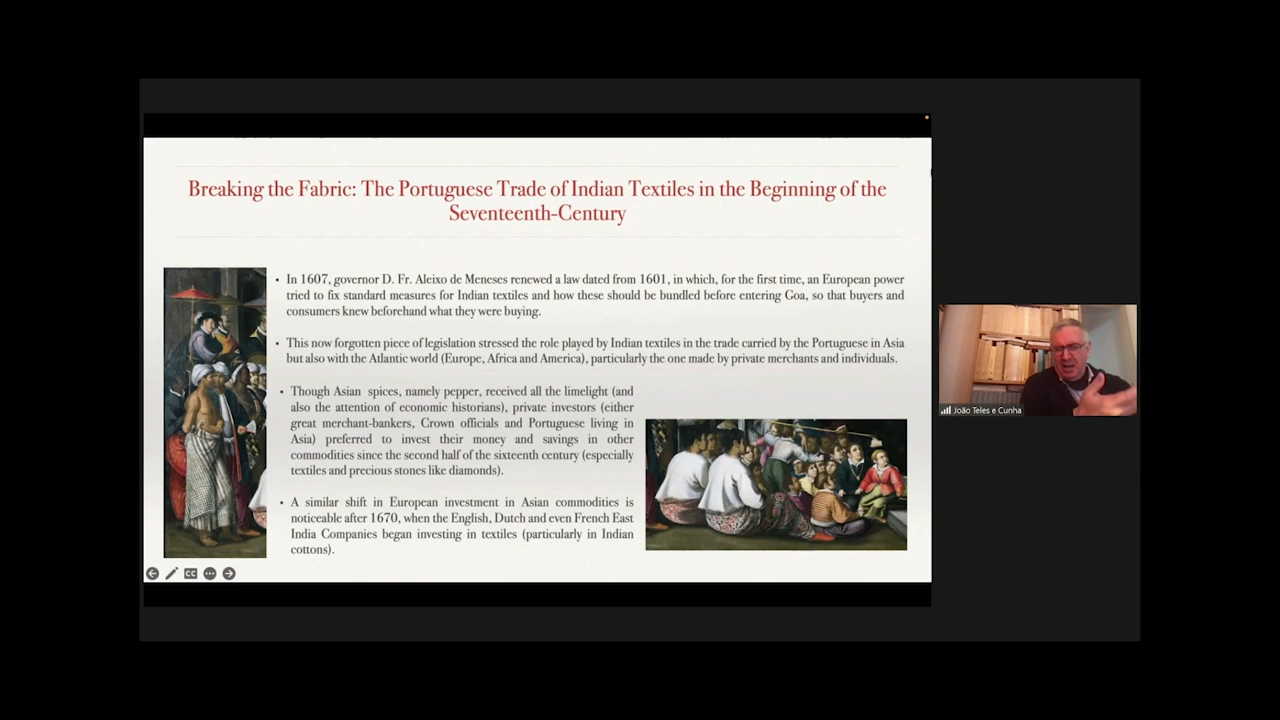 Breaking the Fabric: The Portuguese Trade of Indian Textiles in the Beginning of the
Seventeenth-Century
• In 1607, governor D. Fr. Aleixo de Meneses renewed a law dated from 1601, in which, for the first time, an European power
tried to fix standard measures for Indian textiles and how these should be bundled before entering Goa, so that buyers and
consumers knew beforehand what they were buying.
• This now forgotten piece of legislation stressed the role played by Indian textiles in the trade carried by the Portuguese in Asia
but also with the Atlantic world (Europe, Africa and America), particularly the one made by private merchants and individuals.
• Though Asian spices, namely pepper, received all the limelight (and
also the attention of economic historians), private investors (either
great merchant-bankers, Crown officials and Portuguese living in
Asia) preferred to invest their money and savings in other
commodities since the second half of the sixteenth century (especially
textiles and precious stones like diamonds).
• A similar shift in European investment in Asian commodities is
noticeable after 1670, when the English, Dutch and even French East
India Companies began investing in textiles (particularly in Indian
cottons).
CC
João Teles e Cunha